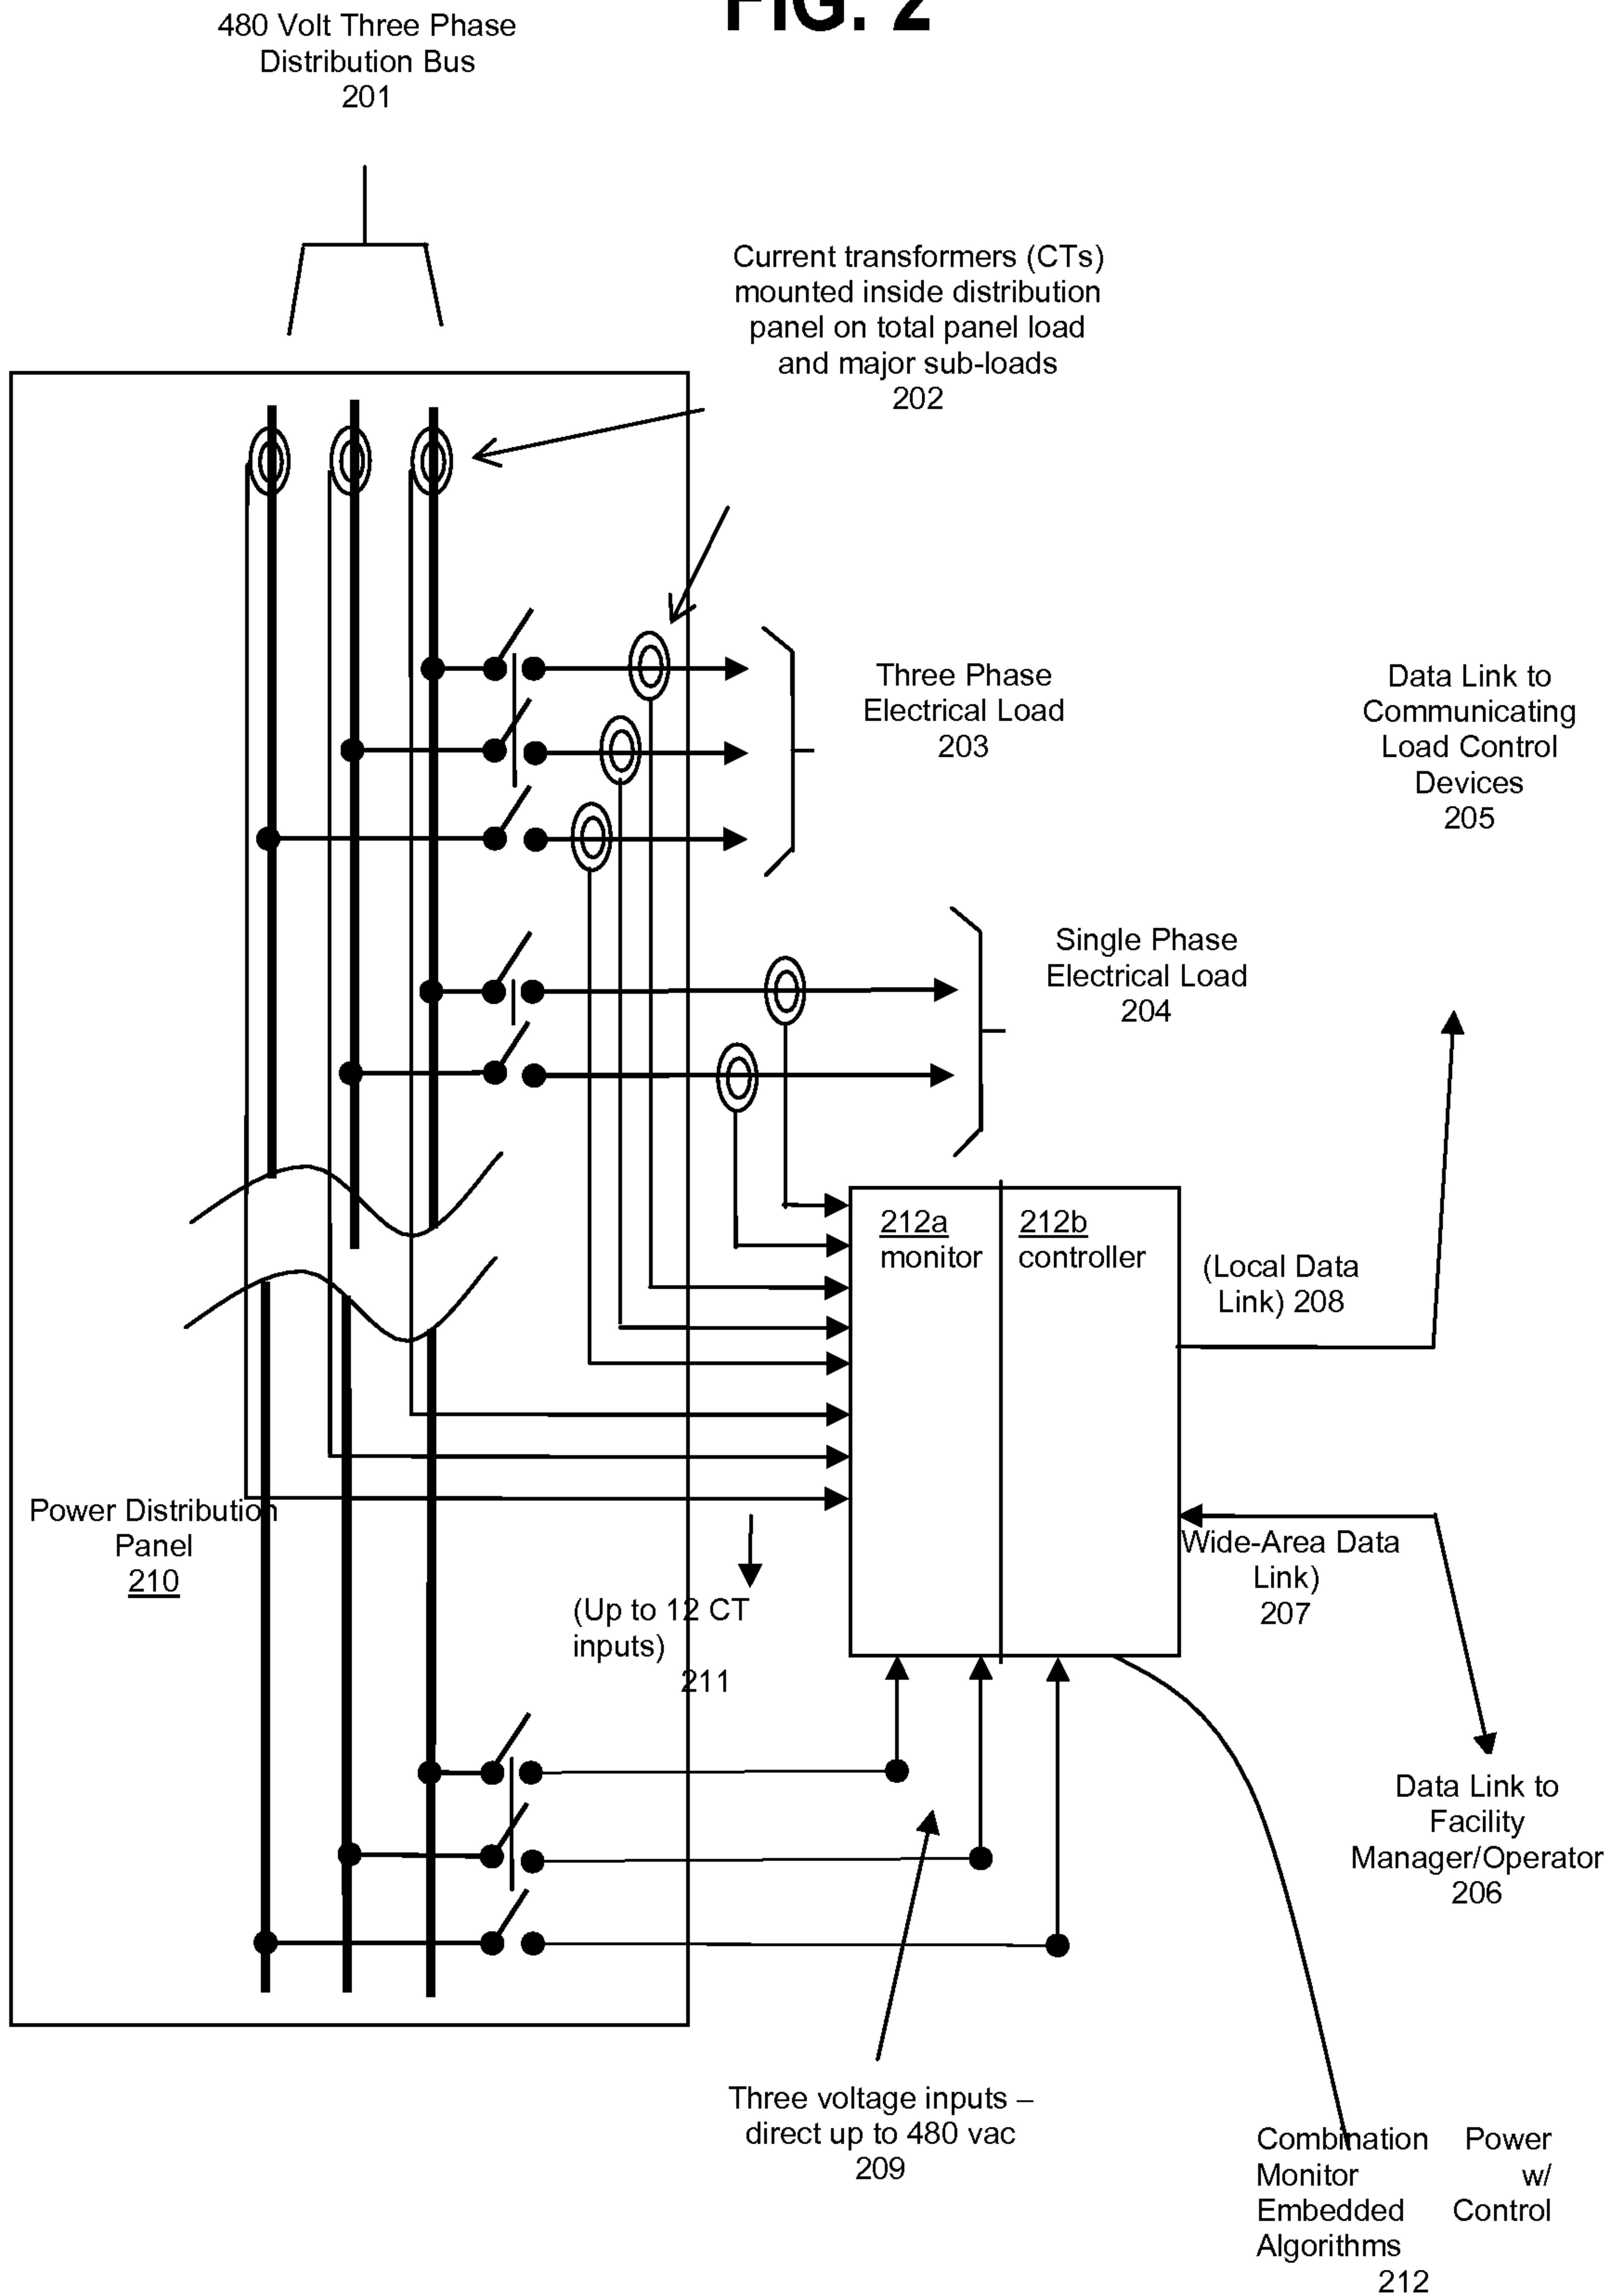 FIG. 2
480 Volt Three Phase
Distribution Bus
201
Current transformers (CTs)
mounted inside distribution
panel on total panel load
and major sub-loads
202
Three Phase
Electrical Load
203
Data Link to
Communicating
Load Control
Devices
205
Single Phase
Electrical Load
204
212a
monitor
212b
controller
(Local Data
Link) 208
Power Distribution
Panel
210
Wide-Area Data
Link)
207
(Up to 12 CT
inputs)
211
Data Link to
Facility
Manager/Operator
206
Three voltage inputs –
direct up to 480 vac
209
Combination Power
Monitor w/
Embedded Control
Algorithms
212